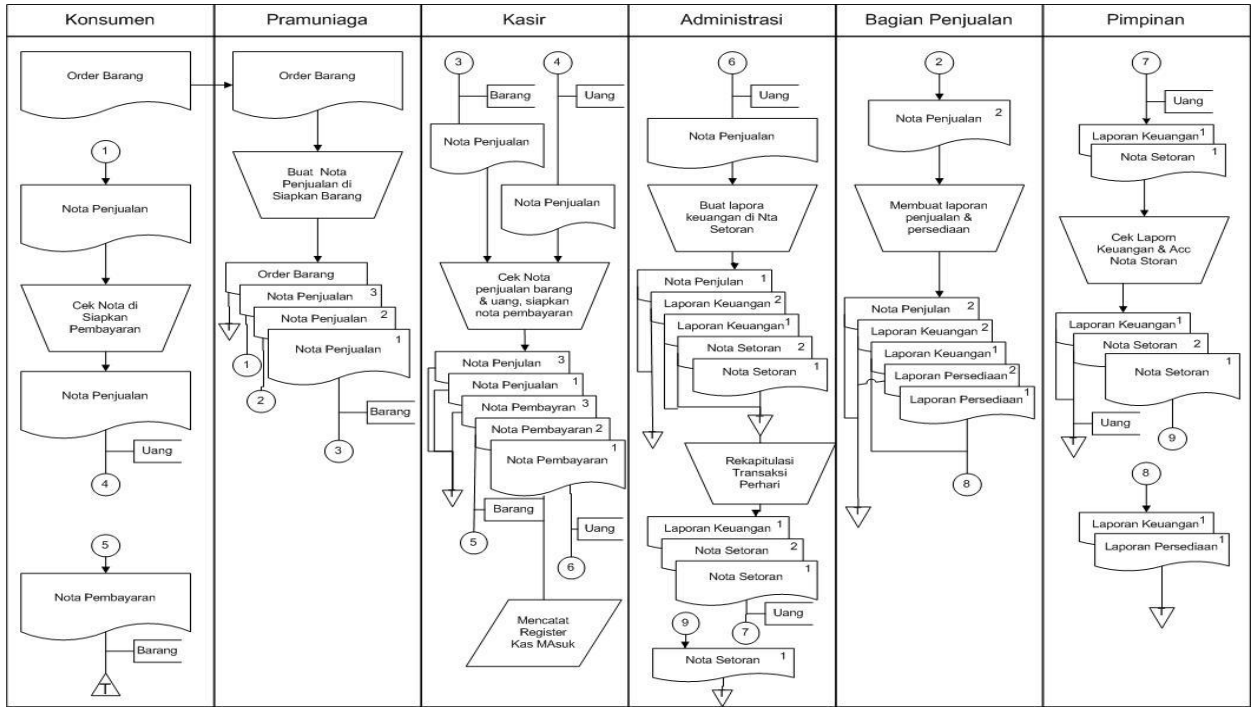 Konsumen
Pramuniaga
Kasir
Administrasi
Bagian Penjualan
Pimpinan
Order Barang
1
Nota Penjualan
Cek Nota di
Siapkan
Pembayaran
Nota Penjualan
Uang
4
5
Nota Pembayaran
Barang
T
Order Barang
Buat Nota
Penjualan di
Siapkan Barang
Order Barang
Nota Penjualan 3
Nota Penjualan 2
Nota Penjualan 1
T
1
2
Barang
3
3
4
Barang
Uang
Nota Penjualan
Nota Penjualan
Cek Nota
penjualan barang
& uang, siapkan
nota pembayaran
Nota Penjulan 3
Nota Penjualan 1
Nota Pembayran 3
Nota Pembayaran 2
Nota Pembayaran 1
T
Barang
5
Uang
6
Mencatat
Register
Kas MAsuk
6
Uang
Nota Penjualan
Buat lapora
keuangan di Nta
Setoran
Nota Penjulan 1
Laporan Keuangan 2
Laporan Keuangan 1
Nota Setoran 2
Nota Setoran 1
T
T
Rekapitulasi
Transaksi
Perhari
Laporan Keuangan 1
Nota Setoran 2
Nota Setoran 1
Uang
9
7
Nota Setoran 1
T
2
Nota Penjualan 2
Membuat laporan
penjualan &
persediaan
Nota Penjulan 2
Laporan Keuangan 2
Laporan Keuangan 1
Laporan Persediaan 2
Laporan Persediaan 1
8
T
7
Uang
Laporan Keuangan 1
Nota Setoran 1
Cek Laporn
Keuangan & Acc
Nota Storan
Laporan Keuangan 1
Nota Setoran 2
Nota Setoran 1
Uang
T
9
8
Laporan Keuangan 1
Laporan Persediaan 1
T